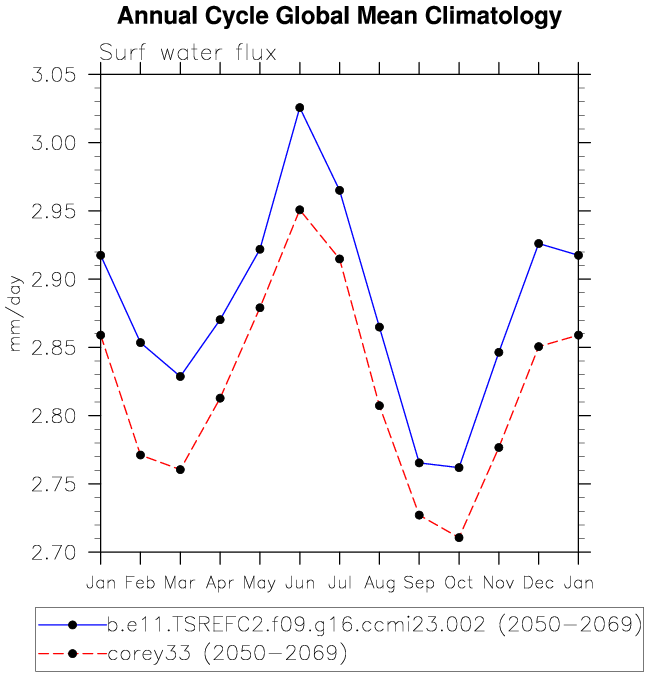 Annual Cycle Global Mean Climatology
Surf water flux
3.05
3.00
2.95
2.90
2.85
2.80
2.75
2.70
mm/day
Jan Feb Mar Apr May Jun Jul Aug Sep Oct Nov Dec Jan
b.e11.TSREFC2.f09.g16.ccmi23.002 (2050-2069)
corey33 (2050-2069)